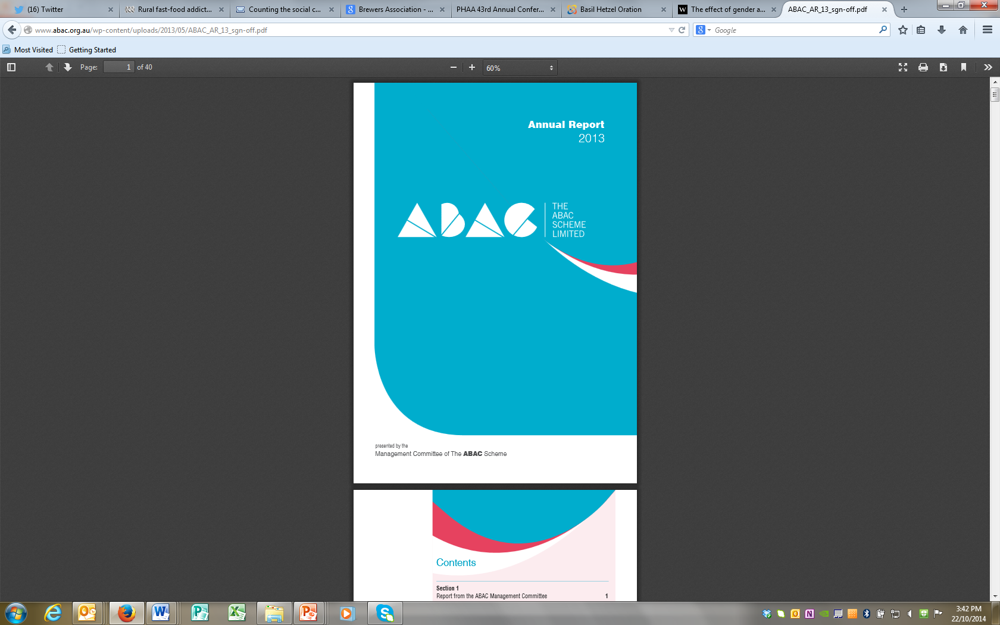 (16) Twitter
Rural fast-food addict...
Counting the social c...
Brewers Association - ...
PHAA 43rd Annual Confer...
Basil Hetzel Oration
W The effect of gender a...
ABAC_AR_13_sgn-off.pdf
www.abac.org.au/wp-content/uploads/2013/05/ABAC_AR_13_sgn-off.pdf
Google
Most Visited
Getting Started
Page: 1 of 40
60%
Annual Report
2013
ABAC
THE
ABAC
SCHEME
LIMITED
presented by the
Management Committee of The ABAC Scheme
Contents
Section 1
Report from the ABAC Management Committee 1
3:42 PM
22/10/2014